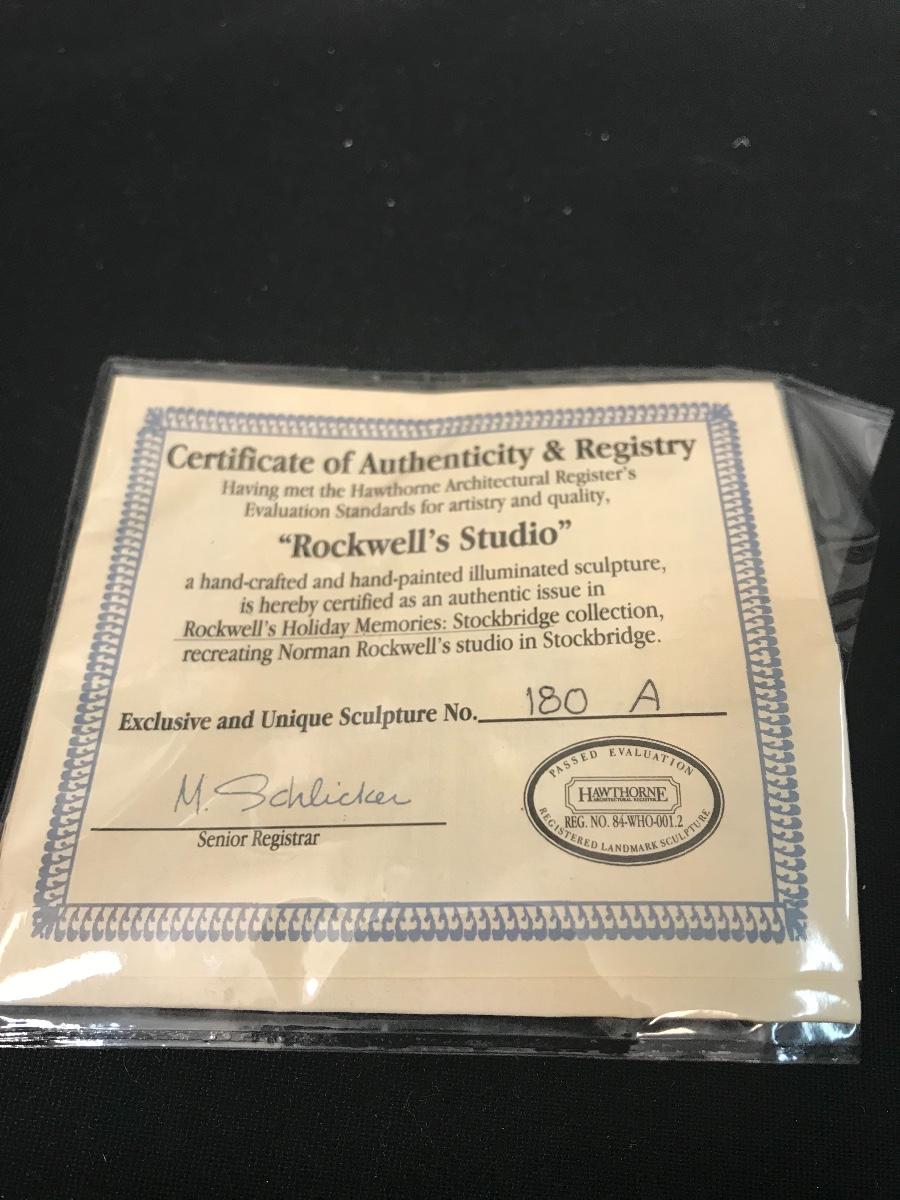 Certificate of Authenticity & Registry
Having met the Hawthorne Architectural Register's
Evaluation Standards for artistry and quality,
"Rockwell's Studio"
a hand-crafted and hand-painted illuminated sculpture,
is hereby certified as an authentic issue in
Rockwell's Holiday Memories: Stockbridge collection,
recreating Norman Rockwell's studio in Stockbridge.
Exclusive and Unique Sculpture No. 180 A
M. Schlicker
Senior Registrar
PASSED EVALUATION
HAWTHORNE
ARCHITECTURAL REGISTER
REG. NO. 84-WHO-001.2
REGISTERED LANDMARK SCULPTURE